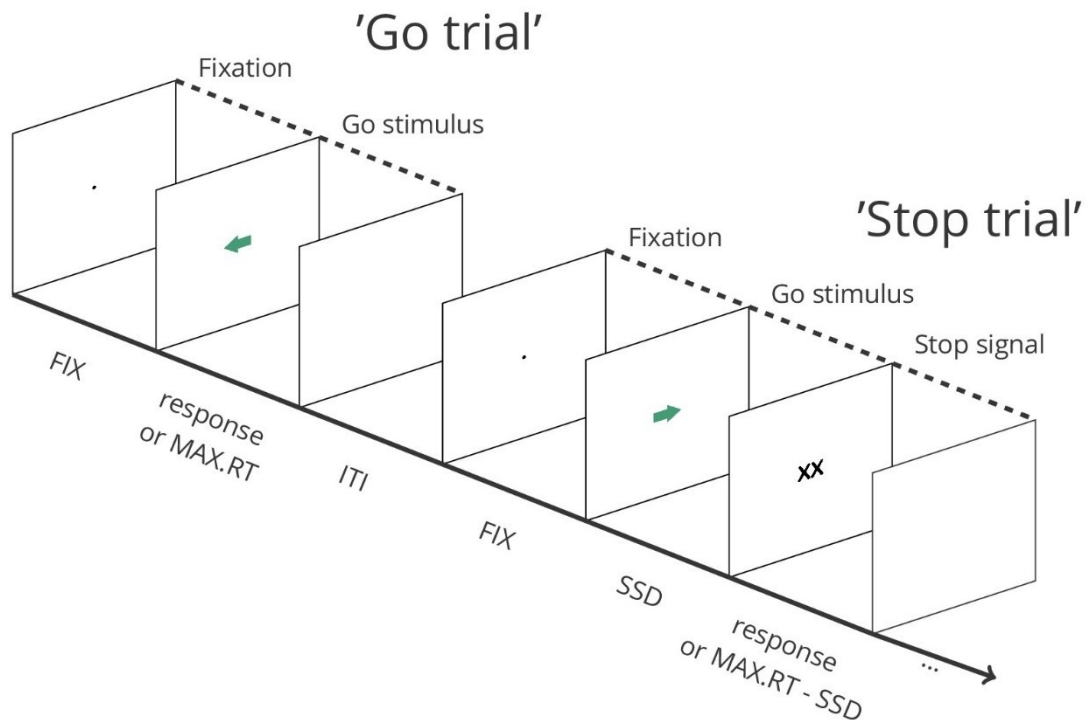 'Go trial'
Fixation
Go stimulus
'Stop trial'
Fixation
Go stimulus
Stop signal
FIX
response
or MAX.RT
ITI
FIX
SSD
response
or MAX.RT - SSD
...
XX